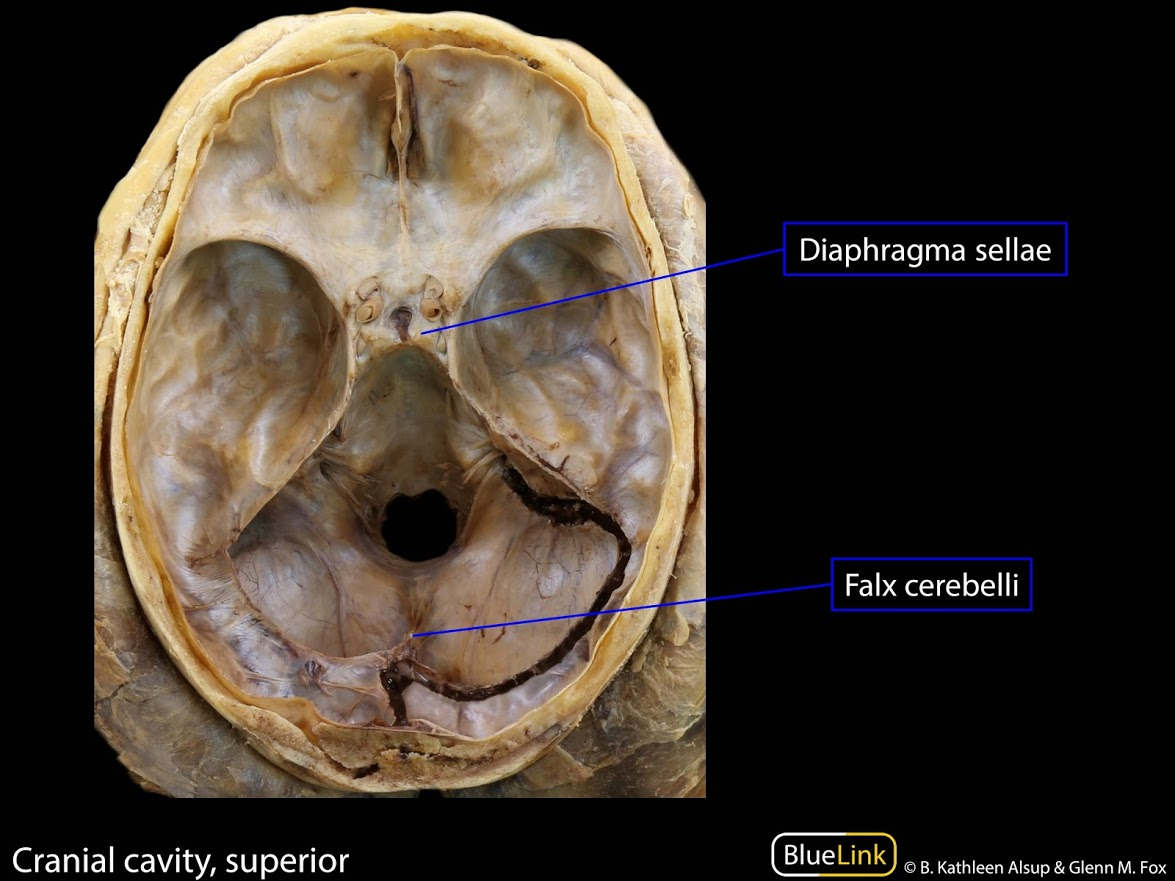 Diaphragma sellae
Falx cerebelli
Cranial cavity, superior
BlueLink
© B. Kathleen Alsup & Glenn M. Fox